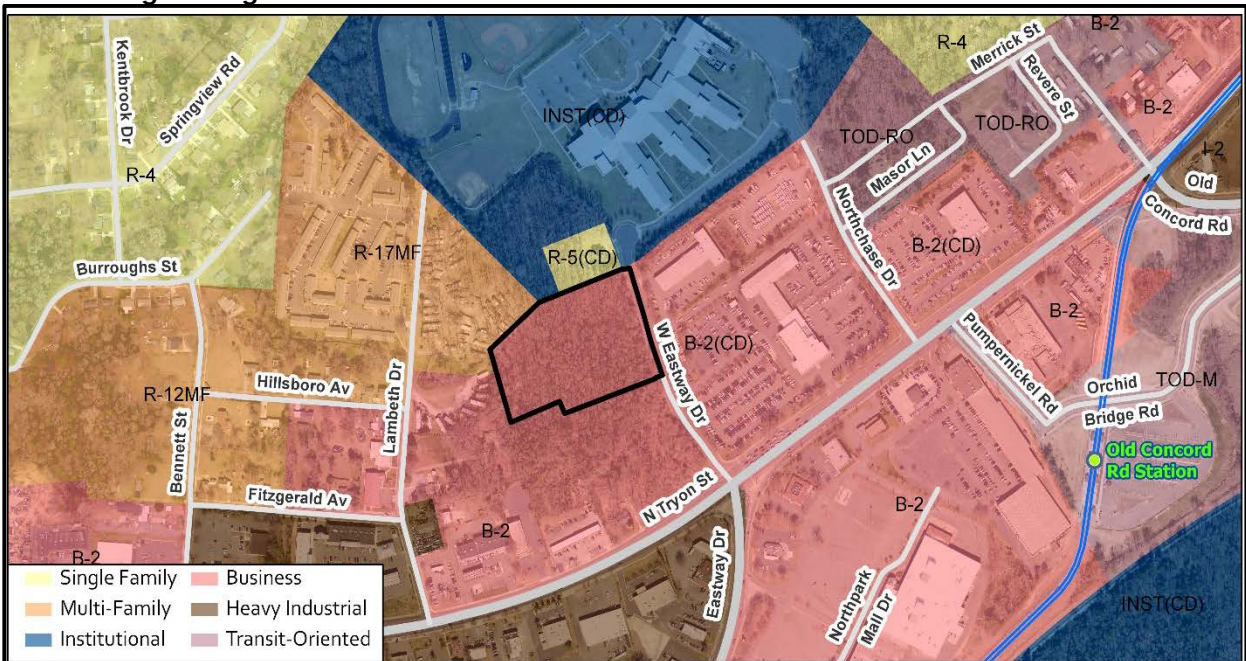 Kentbrook Dr
Springview Rd
R-4
Burroughs St
R-17MF
Hillsboro Av
Lambeth Dr
R-12MF
Bennett St
Fitzgerald Av
B-2
B-2
INST(CD)
R-5(CD)
W Eastway Dr
B-2(CD)
N Tryon St
Eastway Dr
R-4
Merrick St
B-2
Revere St
TOD-RO
TOD-RO
Masor Ln
B-2
Northchase Dr
B-2(CD)
I-2
Old
Concord Rd
B-2
Pumpernickel Rd
Orchid
Bridge Rd
TOD-M
Old Concord
Rd Station
B-2
Northpark
Mall Dr
INST(CD)
Single Family
Business
Multi-Family
Heavy Industrial
Institutional
Transit-Oriented